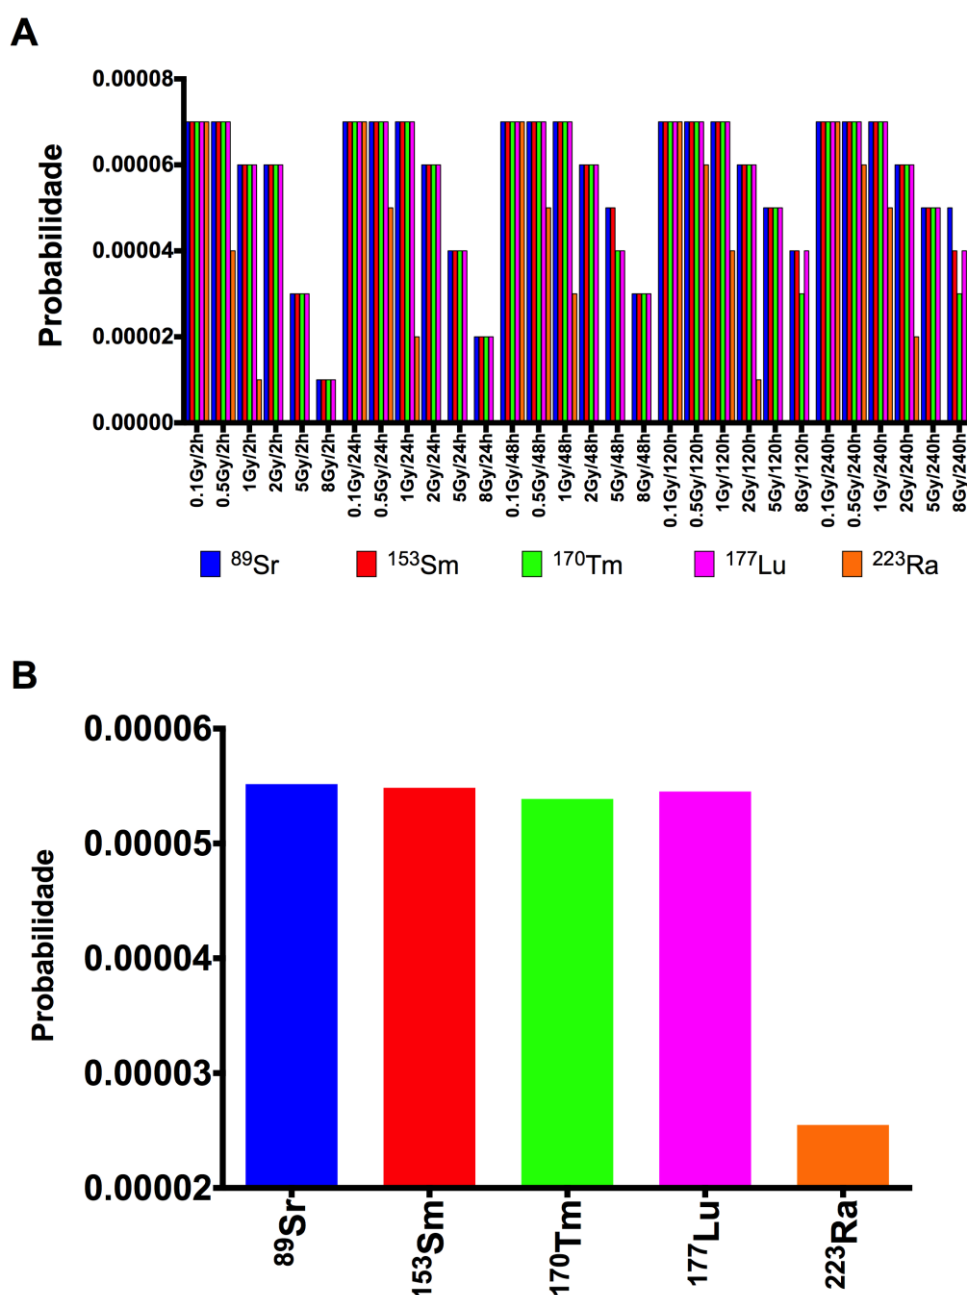 A
0.00008
0.00006
0.00004
0.00002
0.00000
Probabilidade
0.1Gy/2h
0.5Gy/2h
1Gy/2h
2Gy/2h
5Gy/2h
8Gy/2h
0.1Gy/24h
0.5Gy/24h
1Gy/24h
2Gy/24h
5Gy/24h
8Gy/24h
0.1Gy/48h
0.5Gy/48h
1Gy/48h
2Gy/48h
5Gy/48h
8Gy/48h
0.1Gy/120h
0.5Gy/120h
1Gy/120h
2Gy/120h
5Gy/120h
8Gy/120h
0.1Gy/240h
0.5Gy/240h
1Gy/240h
2Gy/240h
5Gy/240h
8Gy/240h
⁸⁹Sr ¹⁵³Sm ¹⁷⁰Tm ¹⁷⁷Lu ²²³Ra
B
0.00006
0.00005
0.00004
0.00003
0.00002
Probabilidade
⁸⁹Sr
¹⁵³Sm
¹⁷⁰Tm
¹⁷⁷Lu
²²³Ra